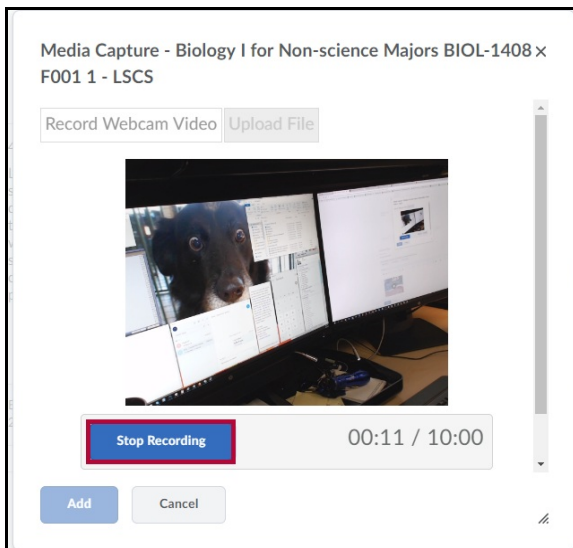 Media Capture - Biology I for Non-science Majors BIOL-1408 ×
F001 1 - LSCS
Record Webcam Video Upload File
Stop Recording 00:11 / 10:00
Add Cancel